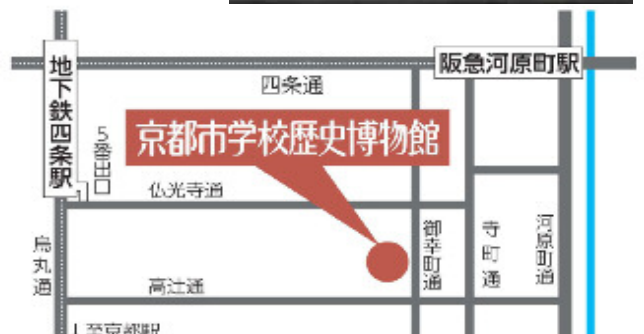 地下鉄四条駅
阪急河原町駅
四条通
5番出口
京都市学校歴史博物館
仏光寺通
烏丸通
御幸町通
寺町通
河原町通
高辻通
至京都駅